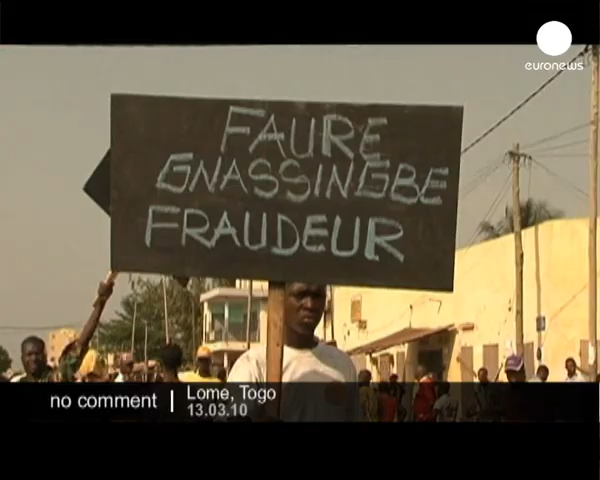 euronews
FAURE
GNASSINGBE
FRAUDEUR
no comment
Lome, Togo
13.03.10